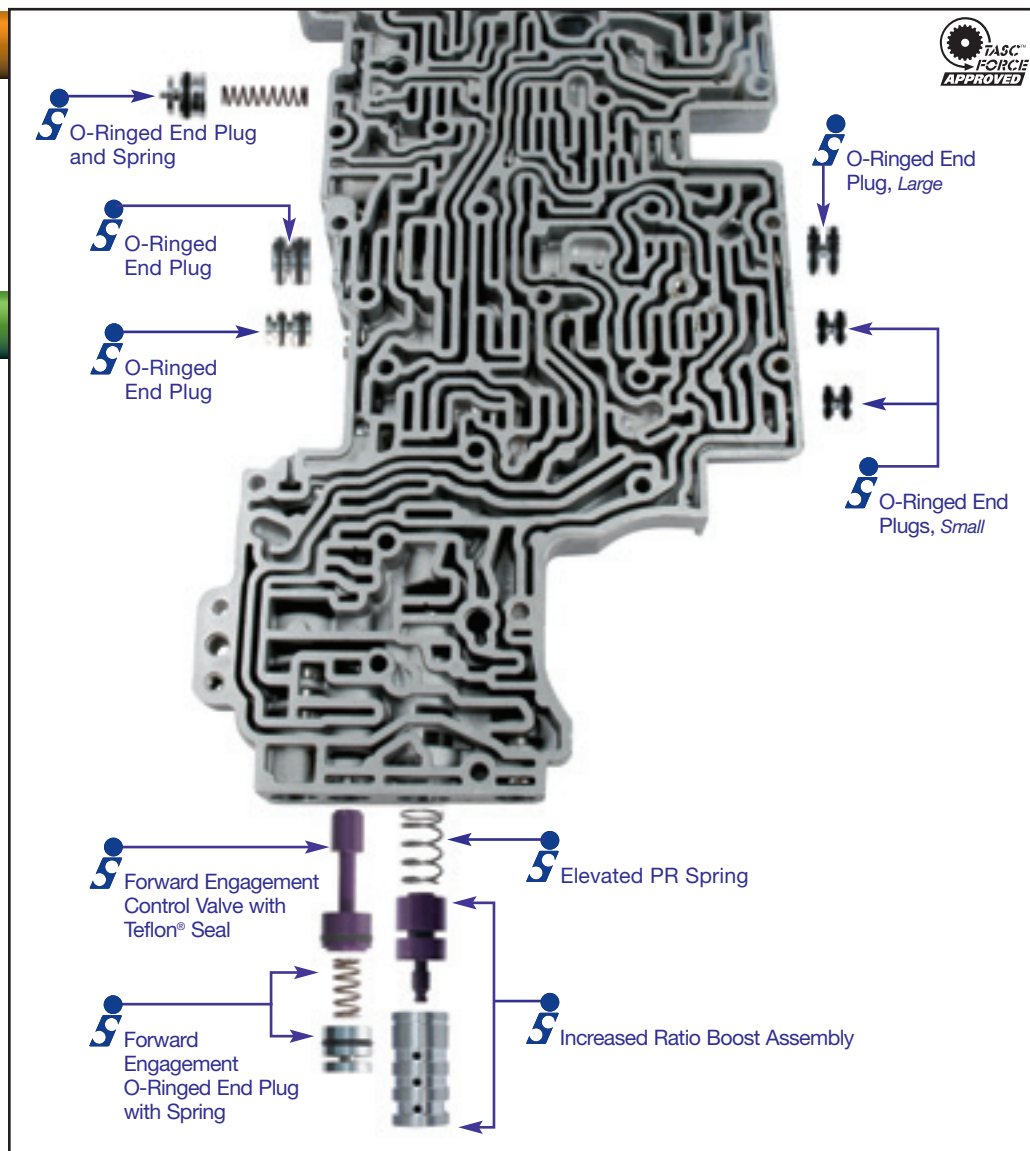 TASC™
FORCE
APPROVED
O-Ringed End Plug
and Spring
O-Ringed End
Plug, Large
O-Ringed
End Plug
O-Ringed
End Plug
O-Ringed End
Plugs, Small
Forward Engagement
Control Valve with
Teflon® Seal
Elevated PR Spring
Forward
Engagement
O-Ringed End Plug
with Spring
Increased Ratio Boost Assembly